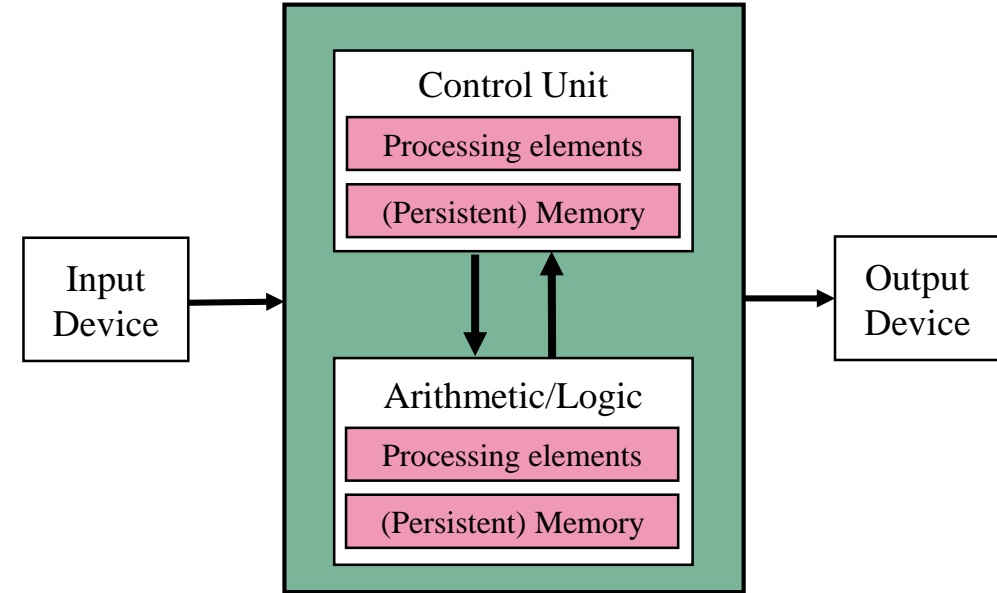 Control Unit
Processing elements
(Persistent) Memory
Input
Device
Output
Device
Arithmetic/Logic
Processing elements
(Persistent) Memory